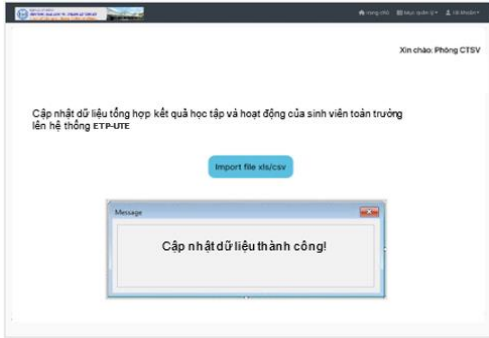 Trang chủ Mục quản lý Tài khoản
Xin chào: Phòng CTSV
Cập nhật dữ liệu tổng hợp kết quả học tập và hoạt động của sinh viên toàn trường
lên hệ thống ETP-UTE
Import file xls/csv
Message
Cập nhật dữ liệu thành công!